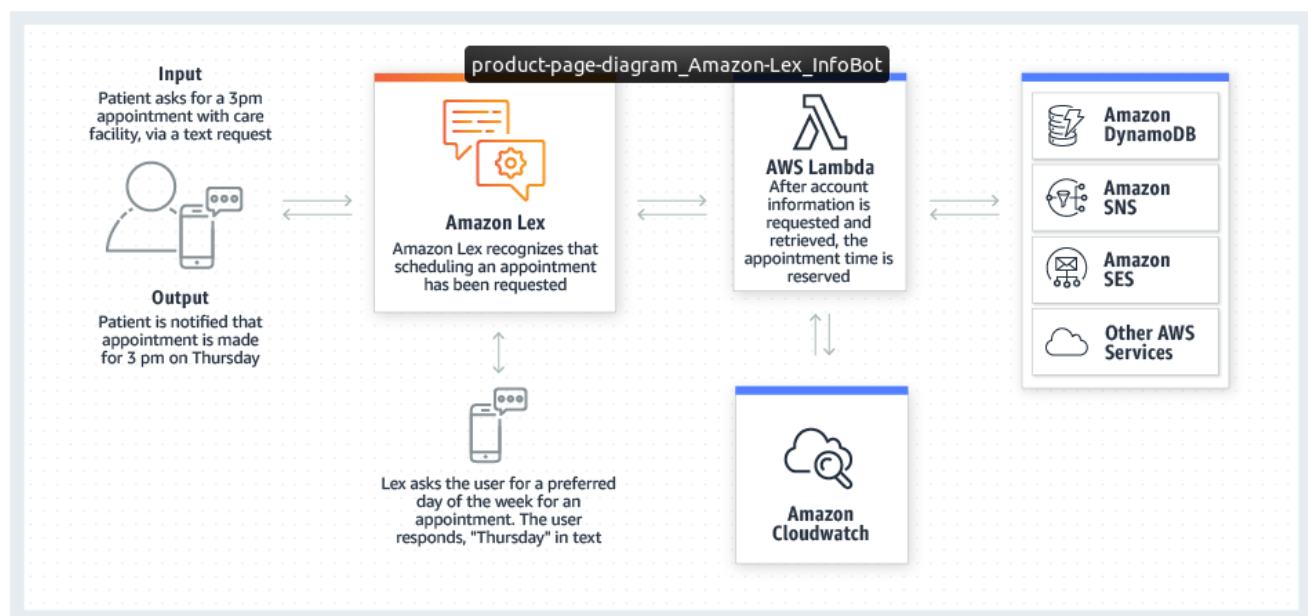 product-page-diagram_Amazon-Lex_InfoBot
Input
Patient asks for a 3pm
appointment with care
facility, via a text request
Output
Patient is notified that
appointment is made
for 3 pm on Thursday
Amazon Lex
Amazon Lex recognizes that
scheduling an appointment
has been requested
Lex asks the user for a preferred
day of the week for an
appointment. The user
responds, "Thursday" in text
AWS Lambda
After account
information is
requested and
retrieved, the
appointment time is
reserved
Amazon
Cloudwatch
Amazon
DynamoDB
Amazon
SNS
Amazon
SES
Other AWS
Services